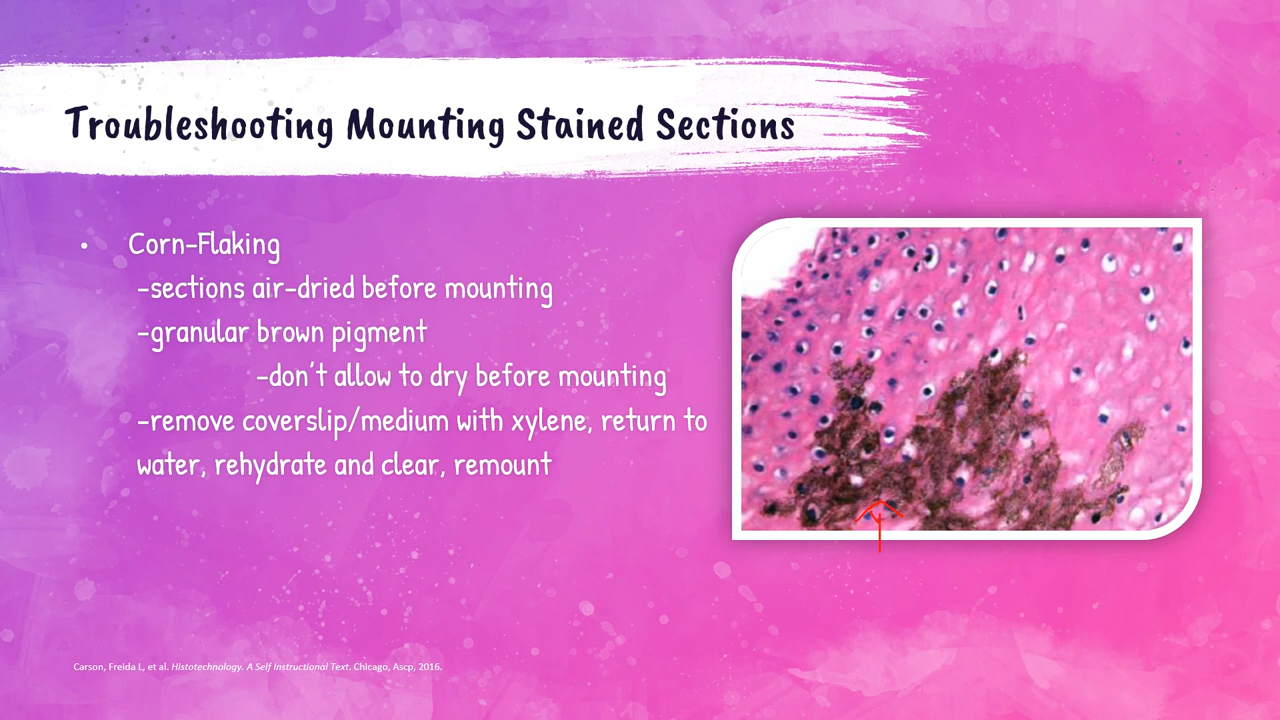 Troubleshooting Mounting Stained Sections
• Corn-Flaking
-sections air-dried before mounting
-granular brown pigment
-don't allow to dry before mounting
-remove coverslip/medium with xylene, return to
water, rehydrate and clear, remount
Carson, Freida L, et al. Histotechnology. A Self Instructional Text. Chicago, Ascp, 2016.